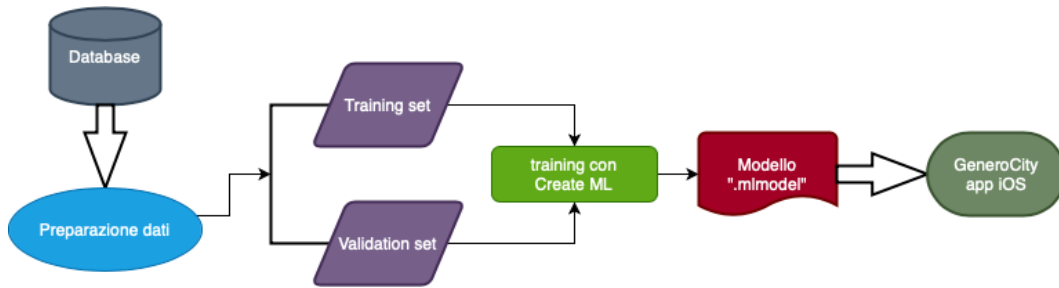 Database
Preparazione dati
Training set
Validation set
training con
Create ML
Modello
".mlmodel"
GeneroCity
app iOS